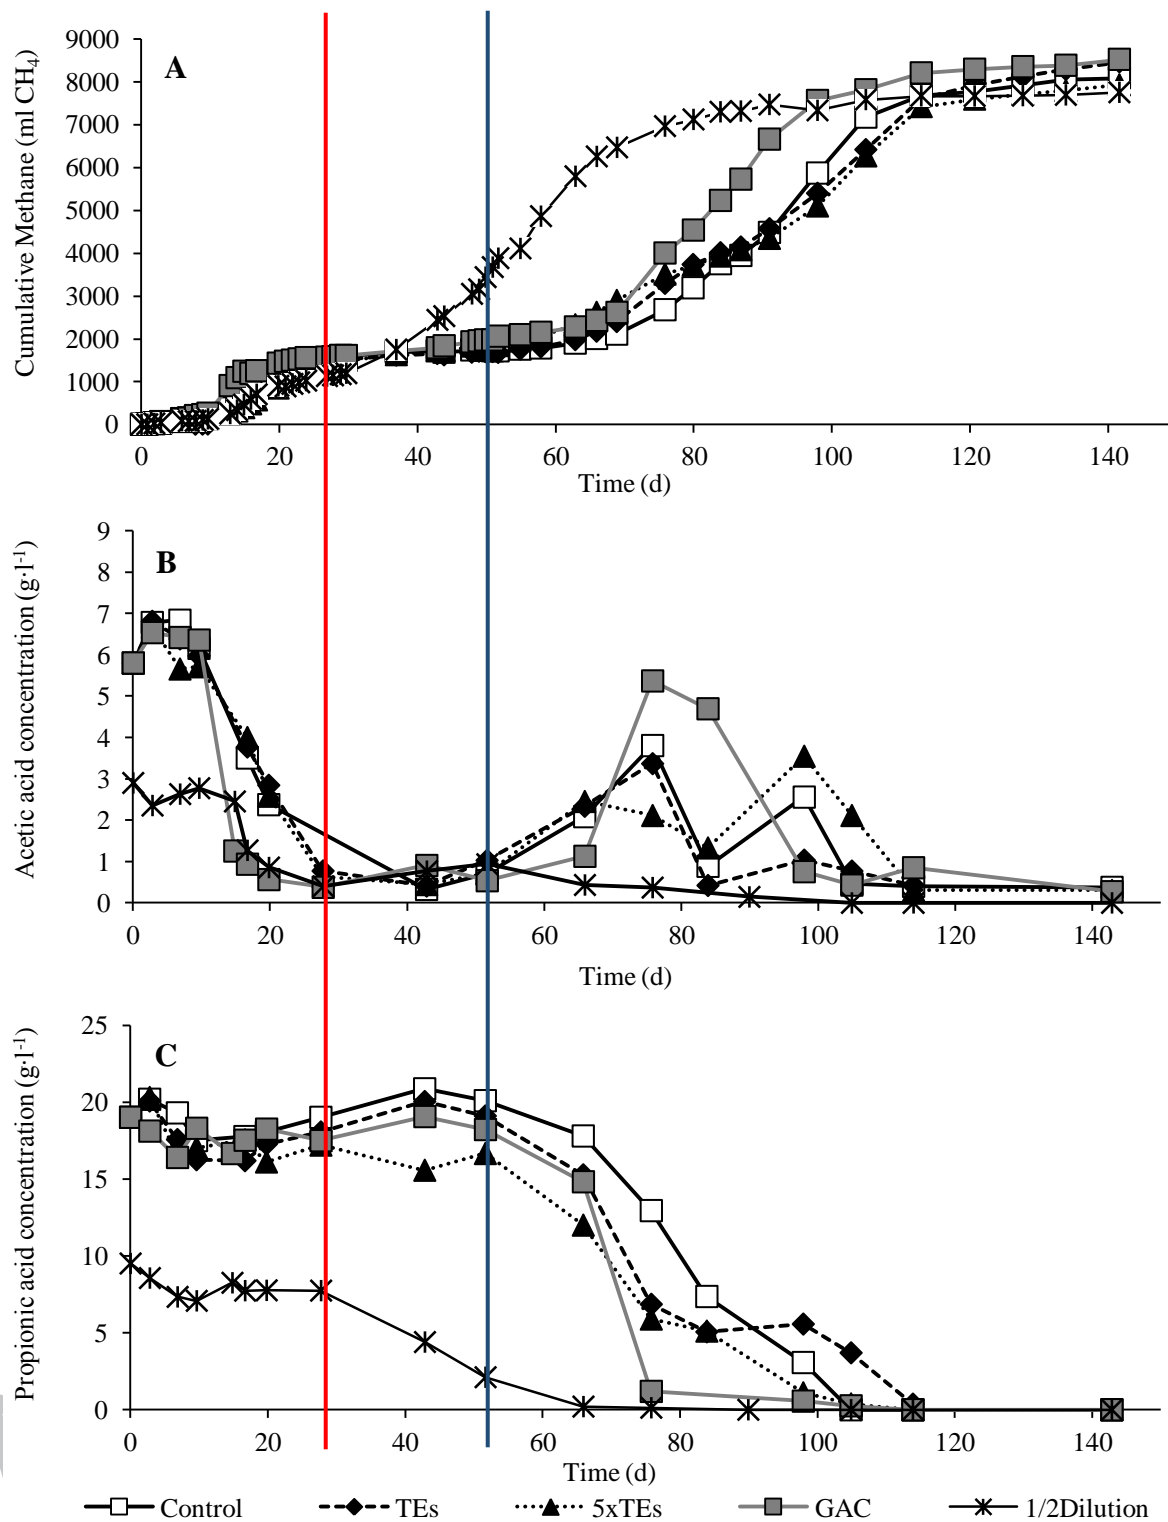 A
Cumulative Methane (ml CH₄)
9000
8000
7000
6000
5000
4000
3000
2000
1000
0
0 20 40 60 80 100 120 140
Time (d)
B
Acetic acid concentration (g·l⁻¹)
9
8
7
6
5
4
3
2
1
0
0 20 40 60 80 100 120 140
Time (d)
C
Propionic acid concentration (g·l⁻¹)
25
20
15
10
5
0
0 20 40 60 80 100 120 140
Time (d)
Control TEs 5xTEs GAC 1/2Dilution